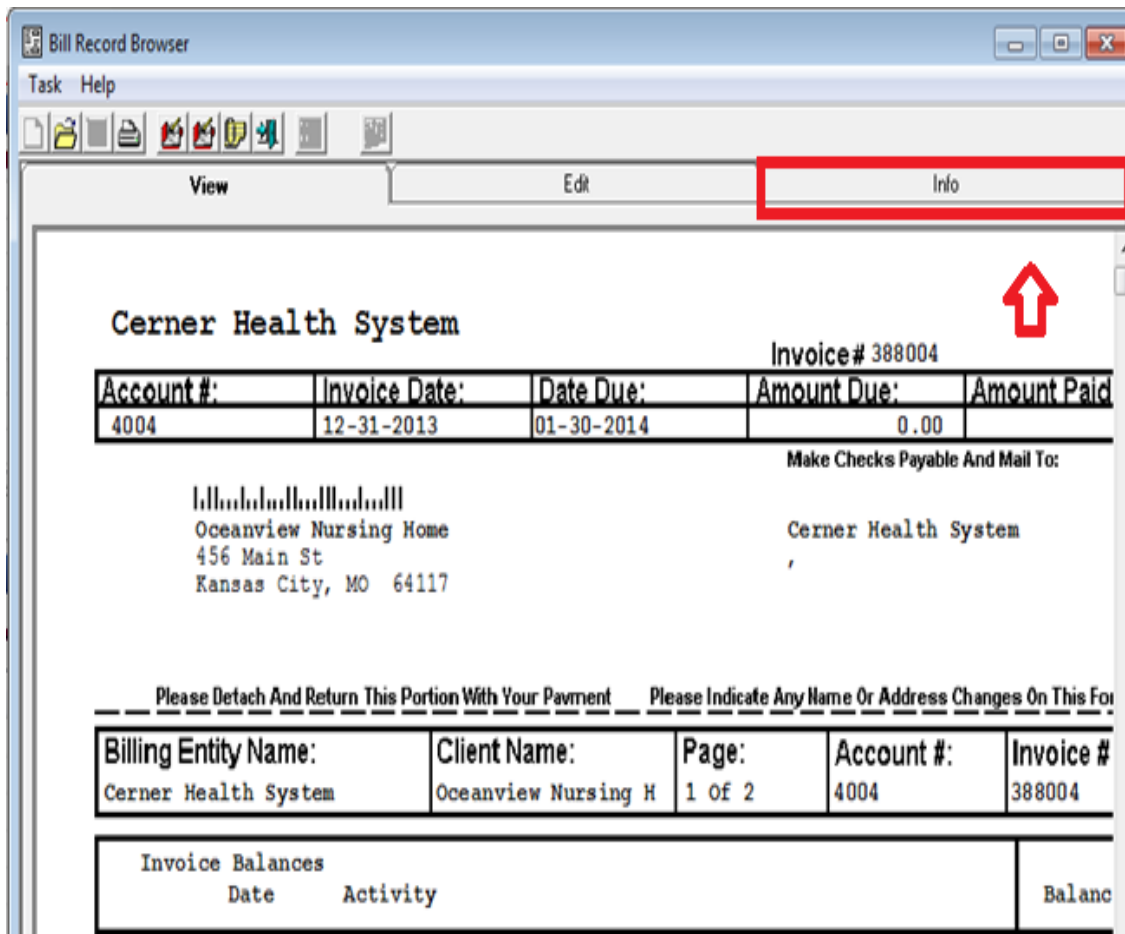 Bill Record Browser
Task Help
View Edit Info
Cerner Health System
Invoice # 388004
Account #: Invoice Date: Date Due: Amount Due: Amount Paid
4004 12-31-2013 01-30-2014 0.00
Make Checks Payable And Mail To:
Oceanview Nursing Home Cerner Health System
456 Main St ,
Kansas City, MO 64117
Please Detach And Return This Portion With Your Payment Please Indicate Any Name Or Address Changes On This For
Billing Entity Name: Client Name: Page: Account #: Invoice #
Cerner Health System Oceanview Nursing H 1 Of 2 4004 388004
Invoice Balances
Date Activity Balanc